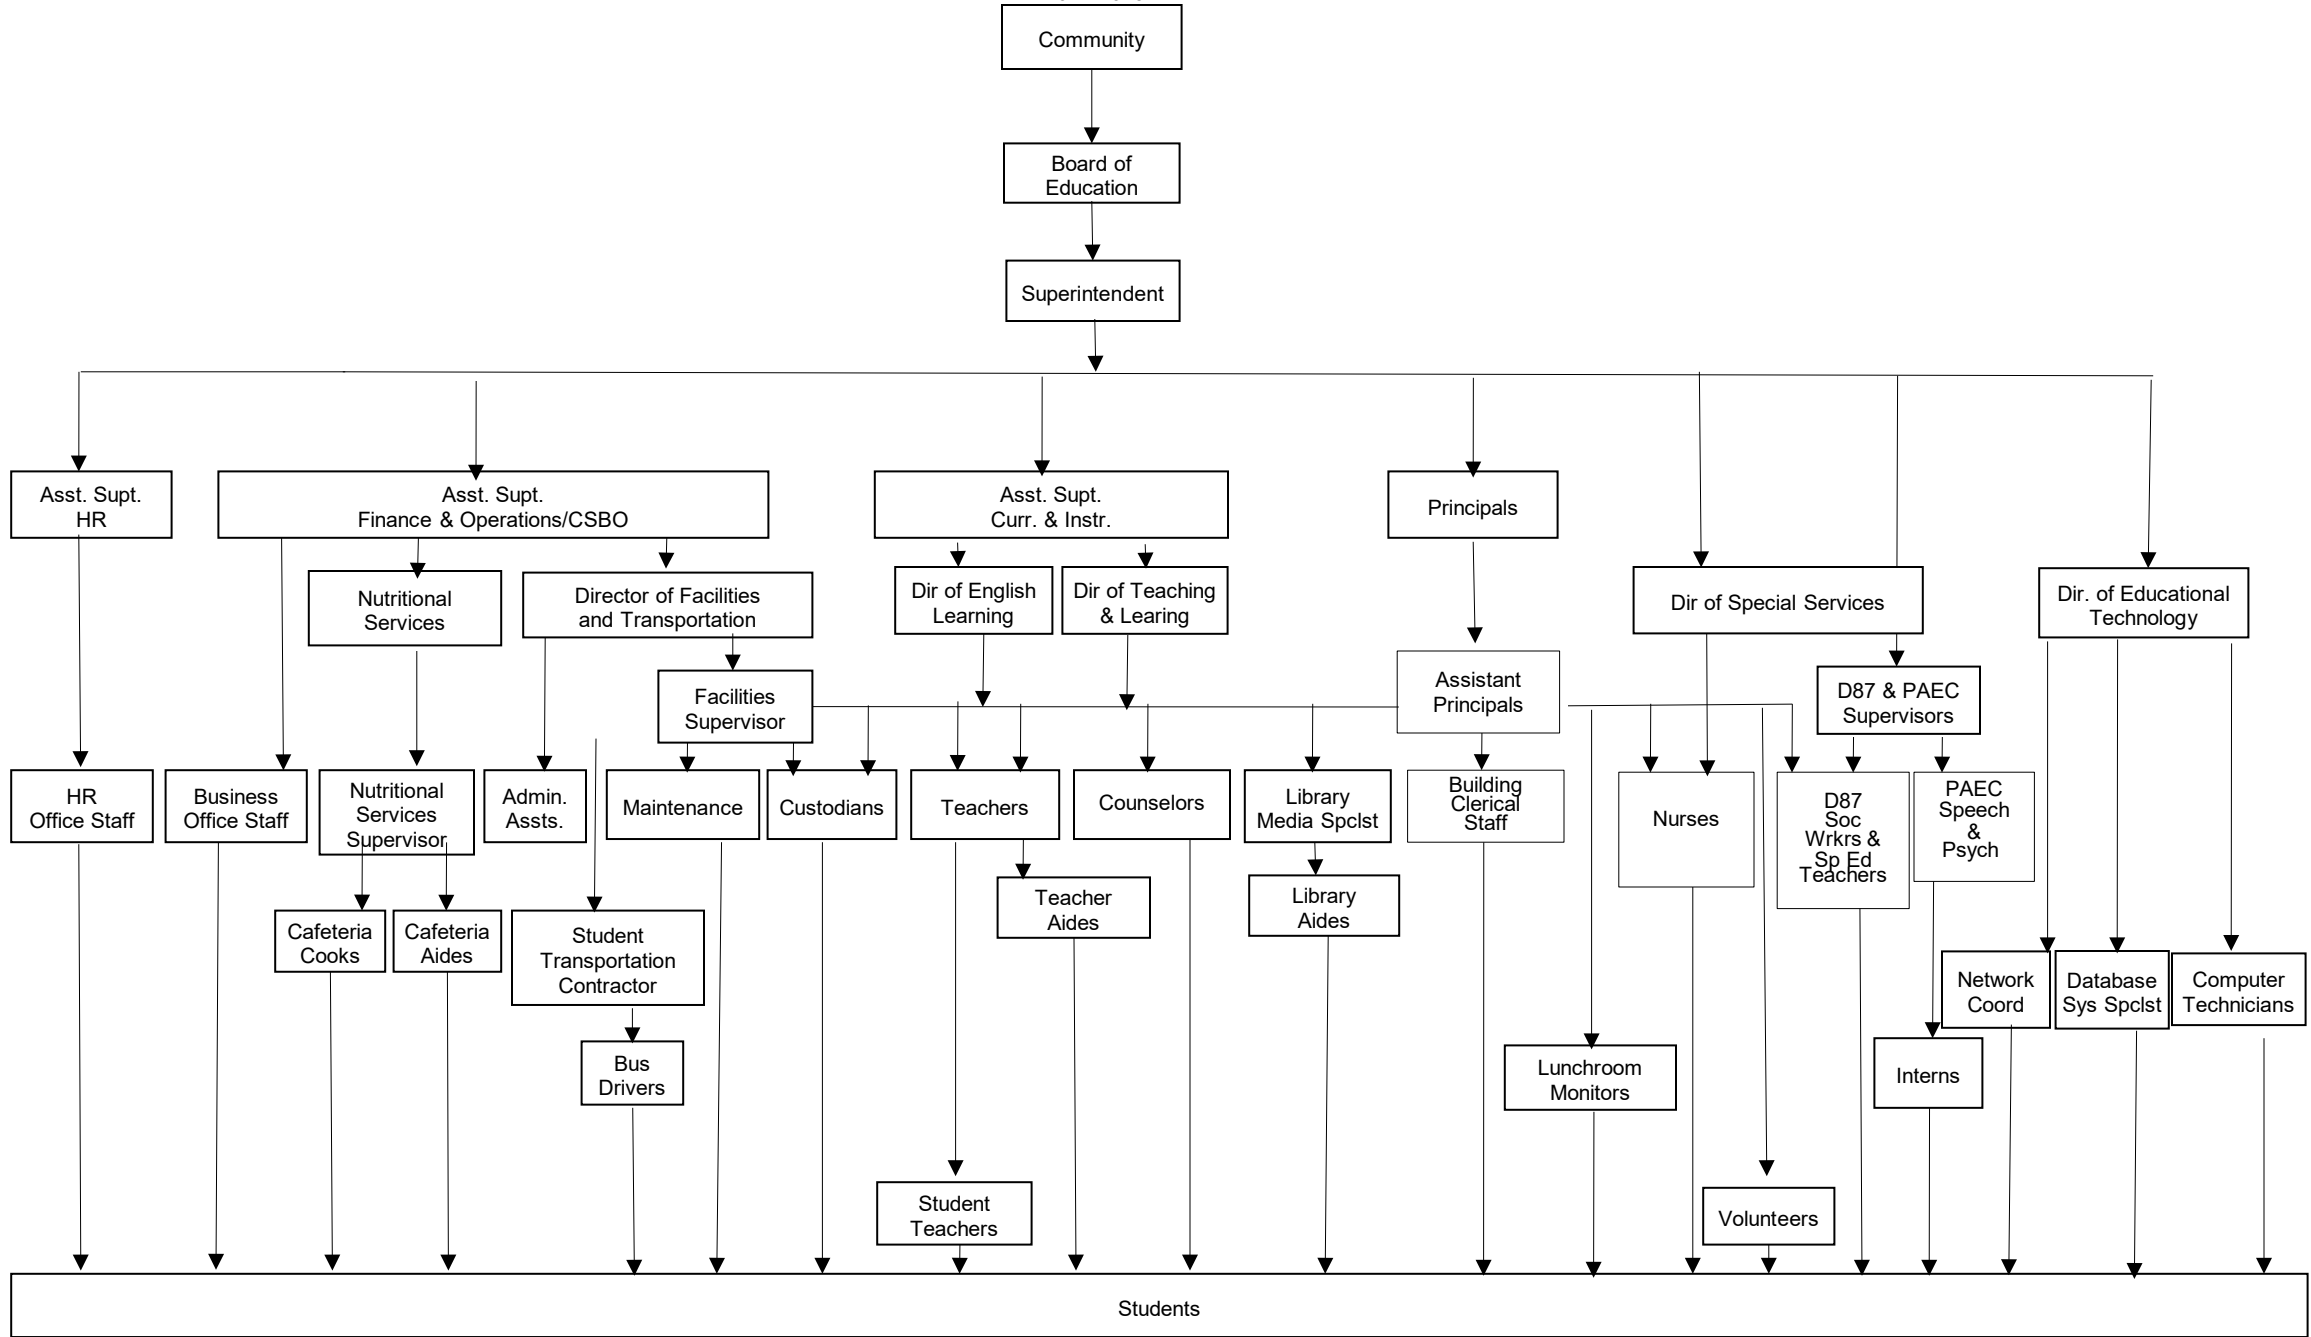 Community
Board of
Education
Superintendent
Asst. Supt.
HR
Asst. Supt.
Finance & Operations/CSBO
Asst. Supt.
Curr. & Instr.
Principals
Nutritional
Services
Director of Facilities
and Transportation
Dir of English
Learning
Dir of Teaching
& Learing
Dir of Special Services
Dir. of Educational
Technology
Facilities
Supervisor
Assistant
Principals
D87 & PAEC
Supervisors
HR
Office Staff
Business
Office Staff
Nutritional
Services
Supervisor
Admin.
Assts.
Maintenance
Custodians
Teachers
Counselors
Library
Media Spclst
Building
Clerical
Staff
Nurses
D87
Soc
Wrkrs &
Sp Ed
Teachers
PAEC
Speech
&
Psych
Teacher
Aides
Library
Aides
Cafeteria
Cooks
Cafeteria
Aides
Student
Transportation
Contractor
Network
Coord
Database
Sys Spclst
Computer
Technicians
Bus
Drivers
Lunchroom
Monitors
Interns
Student
Teachers
Volunteers
Students